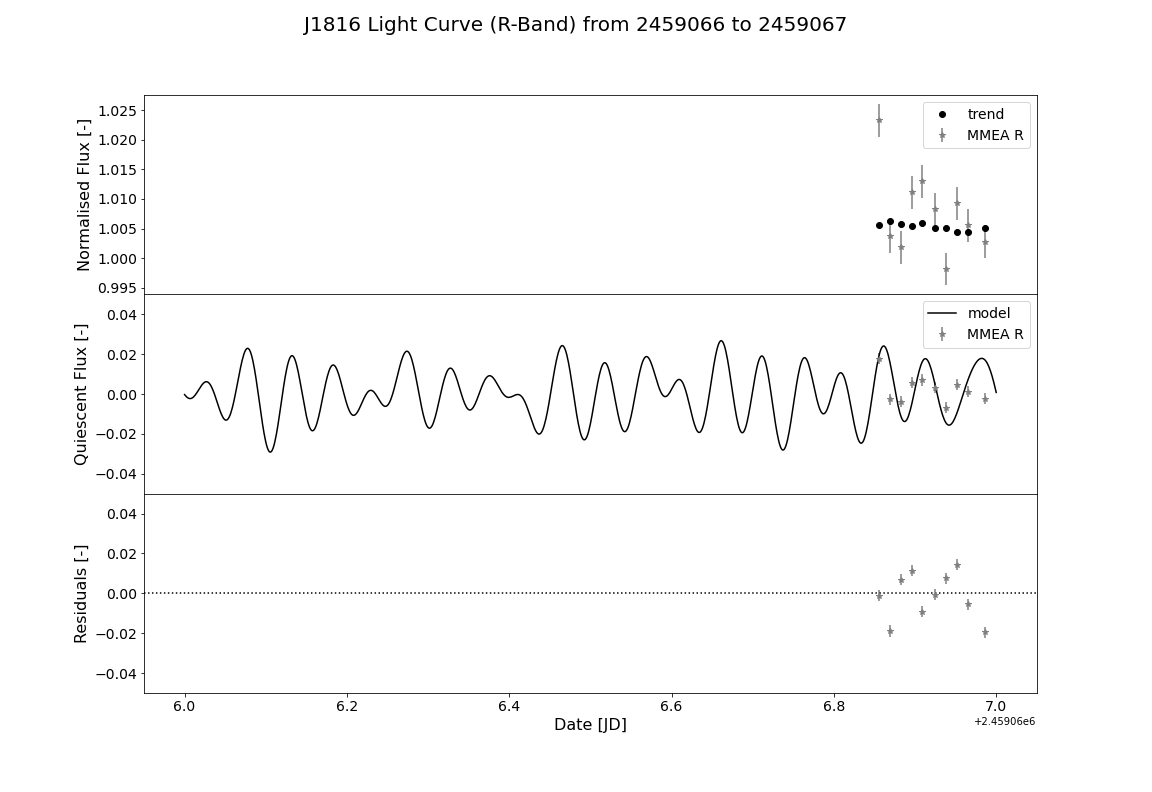 J1816 Light Curve (R-Band) from 2459066 to 2459067
Normalised Flux [-]
1.025
1.020
1.015
1.010
1.005
1.000
0.995
trend
MMEA R
Quiescent Flux [-]
0.04
0.02
0.00
−0.02
−0.04
model
MMEA R
Residuals [-]
0.04
0.02
0.00
−0.02
−0.04
6.0 6.2 6.4 6.6 6.8 7.0
Date [JD]
+2.45906e6